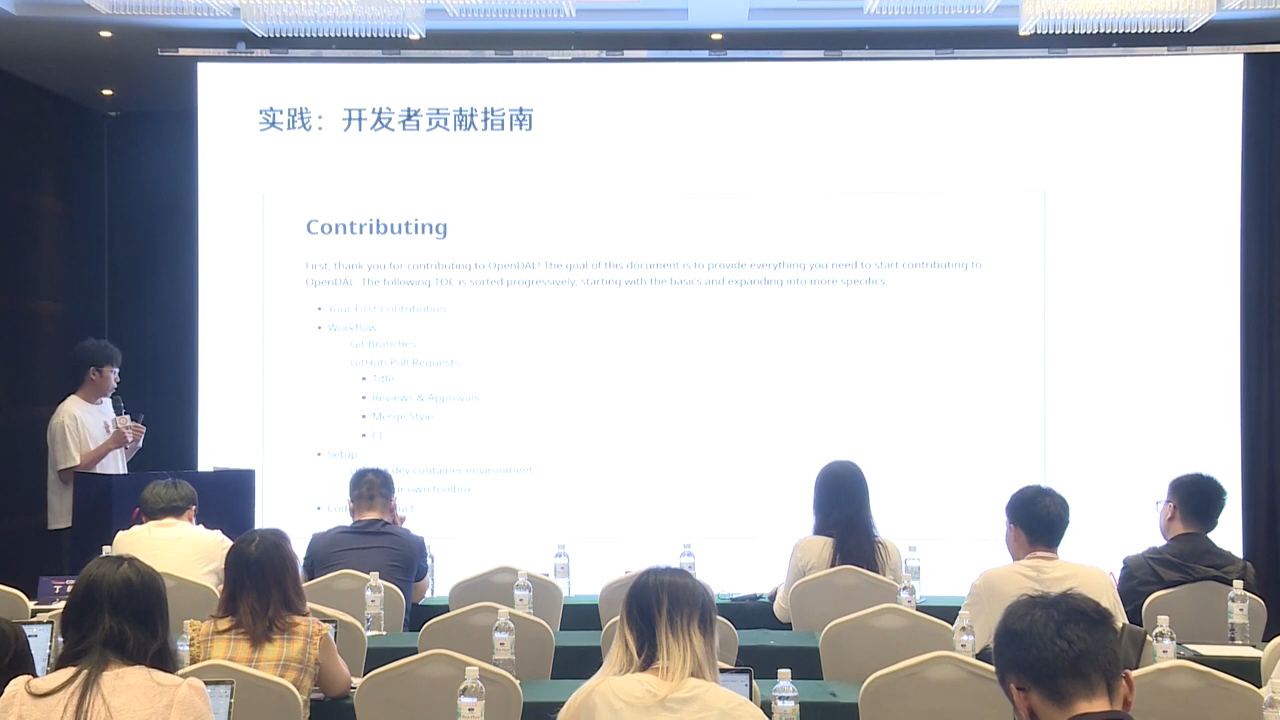 实践：开发者贡献指南
Contributing
First, thank you for contributing to OpenDAL! The goal of this document is to provide everything you need to start contributing to
OpenDAL. The following TOC is sorted progressively, starting with the basics and expanding into more specifics.
Your First Contribution
Workflow
Git Branches
GitHub Pull Requests
Title
Reviews & Approvals
Merge Style
CI
Setup
dev container environment
own toolbox